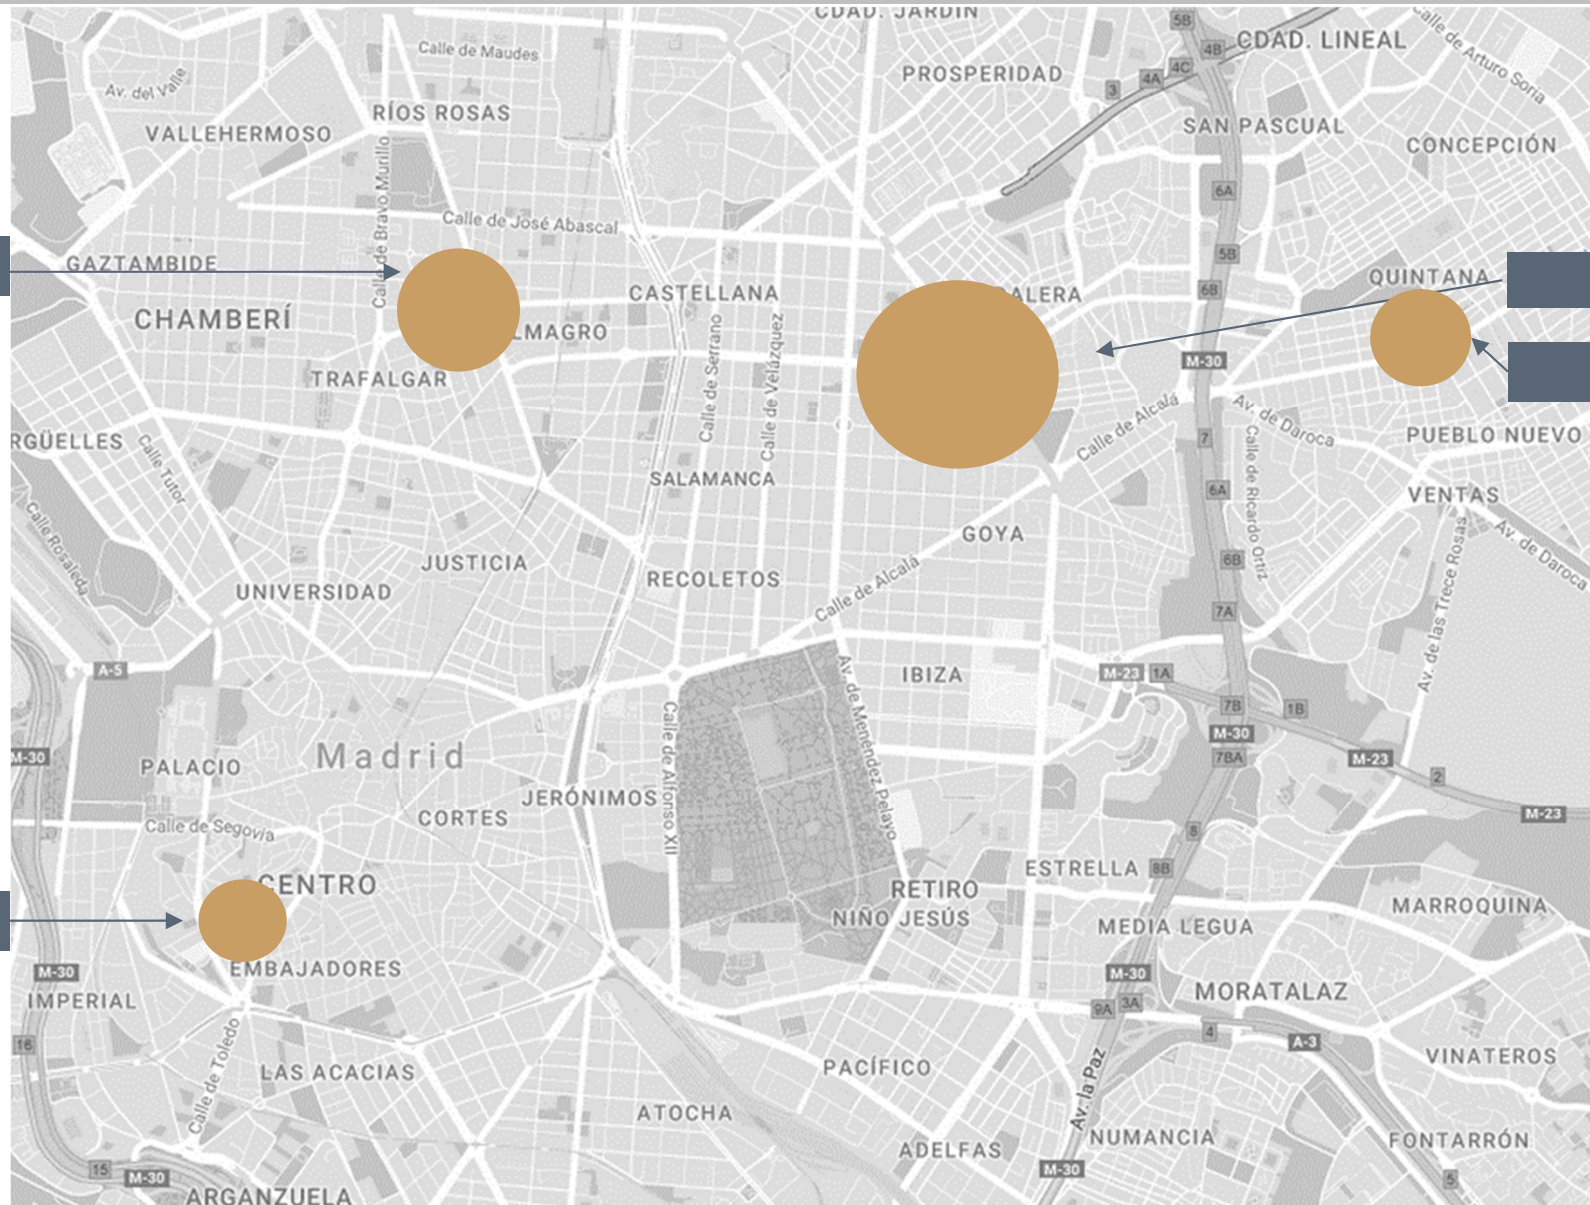 CDAD. JARDÍN
5B
4B
CDAD. LINEAL
Calle de Arturo Soria
Calle de Maudes
4C
4A
3
PROSPERIDAD
Av. del Valle
RÍOS ROSAS
VALLEHERMOSO
SAN PASCUAL
CONCEPCIÓN
Calle de Bravo Murillo
6A
Calle de José Abascal
5B
GAZTAMBIDE
QUINTANA
6B
CASTELLANA
DALERA
CHAMBERÍ
LMAGRO
Calle de Serrano
Calle de Velázquez
M-30
TRAFALGAR
Av. de Daroca
Calle de Alcalá
RGÜELLES
Calle Tutor
7
PUEBLO NUEVO
SALAMANCA
6A
Calle de Ricardo Ortiz
VENTAS
Calle Rosaleda
GOYA
Av. de Daroca
JUSTICIA
6B
RECOLETOS
Calle de Alcalá
UNIVERSIDAD
7A
Av. de las Trece Rosas
A-5
IBIZA
M-23
1A
Av. de Menéndez Pelayo
7B
1B
M-30
Calle de Alfonso XII
Madrid
M-30
7BA
M-23
PALACIO
2
JERÓNIMOS
CORTES
M-23
Calle de Segovia
8
ESTRELLA
8B
CENTRO
RETIRO
NIÑO JESÚS
MARROQUINA
MEDIA LEGUA
EMBAJADORES
M-30
M-30
IMPERIAL
MORATALAZ
9A
3A
16
4
A-3
Calle de Toledo
VINATEROS
LAS ACACIAS
PACÍFICO
Av. la Paz
ATOCHA
NUMANCIA
FONTARRÓN
ADELFAS
15
M-30
M-30
5
ARGANZUELA